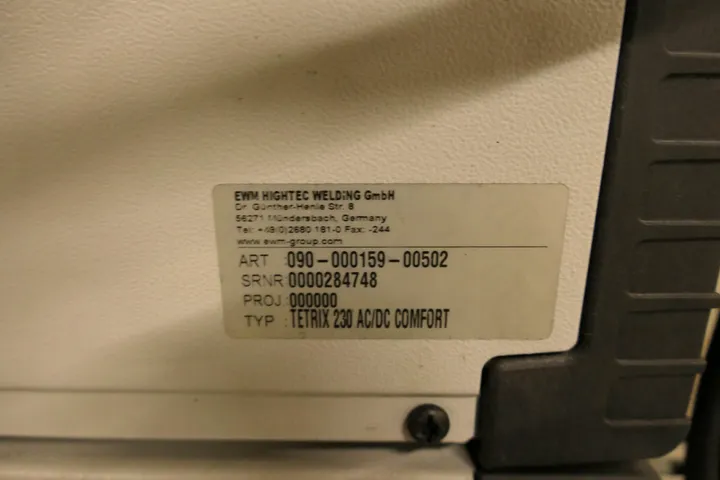 EWM HIGHTEC WELDING GmbH
Dr. Günther-Henle Str. 8
56271 Mündersbach, Germany
Tel: +49(0)2680 181-0 Fax: -244
www.ewm-group.com
ART : 090-000159-00502
SRNR: 0000284748
PROJ: 000000
TYP : TETRIX 230 AC/DC COMFORT